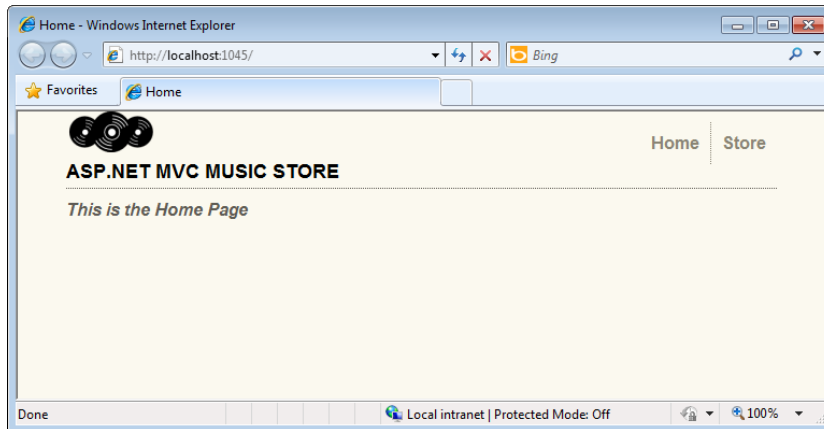 Home - Windows Internet Explorer
http://localhost:1045/
Bing
Favorites
Home
Home
Store
ASP.NET MVC MUSIC STORE
This is the Home Page
Done
Local intranet | Protected Mode: Off
100%